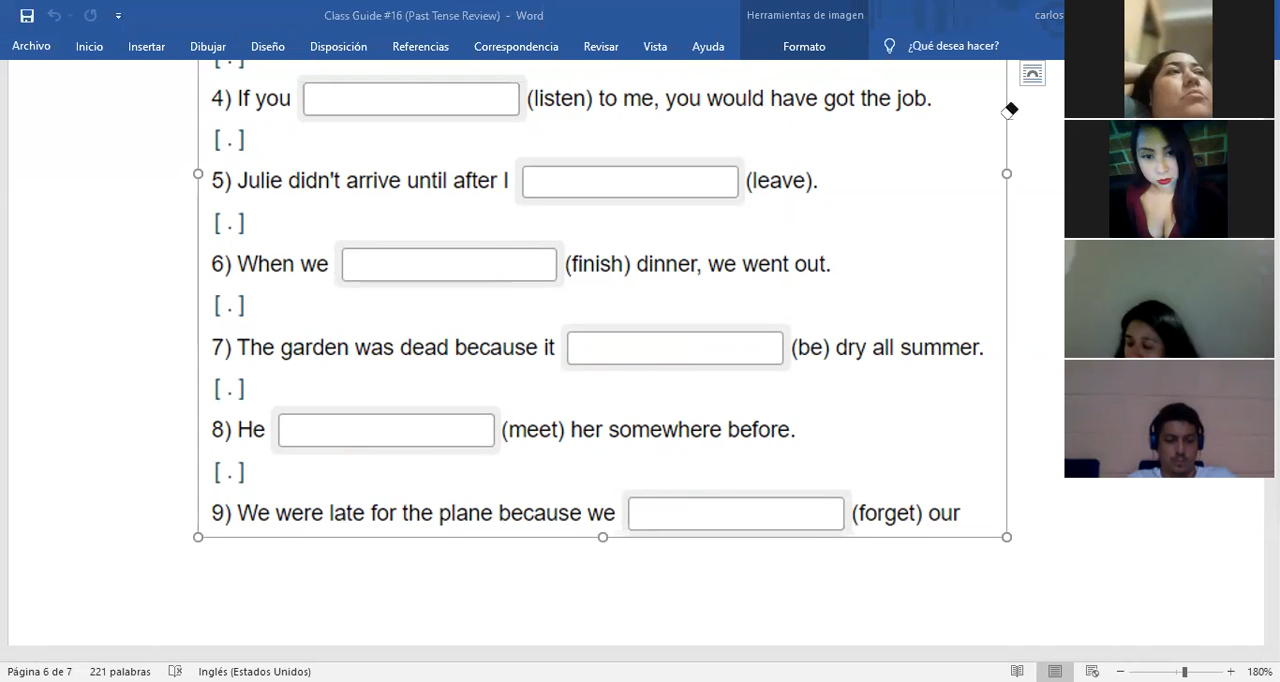 Class Guide #16 (Past Tense Review) - Word
Herramientas de imagen
carlos
Archivo Inicio Insertar Dibujar Diseño Disposición Referencias Correspondencia Revisar Vista Ayuda Formato ¿Qué desea hacer?
[ . ]
4) If you (listen) to me, you would have got the job.
[ . ]
5) Julie didn't arrive until after I (leave).
[ . ]
6) When we (finish) dinner, we went out.
[ . ]
7) The garden was dead because it (be) dry all summer.
[ . ]
8) He (meet) her somewhere before.
[ . ]
9) We were late for the plane because we (forget) our
Página 6 de 7 221 palabras Inglés (Estados Unidos) 180%